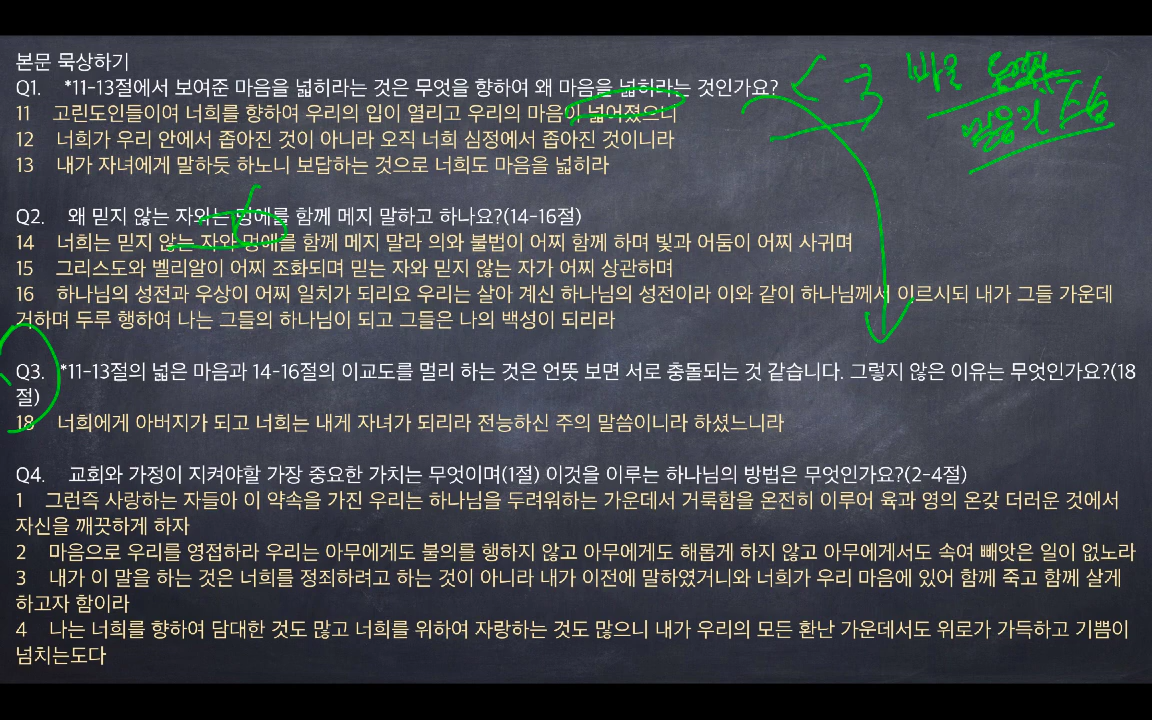 본문 묵상하기
Q1. *11-13절에서 보여준 마음을 넓히라는 것은 무엇을 향하여 왜 마음을 넓히라는 것인가요?
11 고린도인들이여 너희를 향하여 우리의 입이 열리고 우리의 마음이 넓어졌으니
12 너희가 우리 안에서 좁아진 것이 아니라 오직 너희 심정에서 좁아진 것이니라
13 내가 자녀에게 말하듯 하노니 보답하는 것으로 너희도 마음을 넓히라
바울
믿음의 스승
Q2. 왜 믿지 않는 자와는 멍에를 함께 메지 말하고 하나요?(14-16절)
14 너희는 믿지 않는 자와 멍에를 함께 메지 말라 의와 불법이 어찌 함께 하며 빛과 어둠이 어찌 사귀며
15 그리스도와 벨리알이 어찌 조화되며 믿는 자와 믿지 않는 자가 어찌 상관하며
16 하나님의 성전과 우상이 어찌 일치가 되리요 우리는 살아 계신 하나님의 성전이라 이와 같이 하나님께서 이르시되 내가 그들 가운데
거하며 두루 행하여 나는 그들의 하나님이 되고 그들은 나의 백성이 되리라
Q3. *11-13절의 넓은 마음과 14-16절의 이교도를 멀리 하는 것은 언뜻 보면 서로 충돌되는 것 같습니다. 그렇지 않은 이유는 무엇인가요?(18
절)
18 너희에게 아버지가 되고 너희는 내게 자녀가 되리라 전능하신 주의 말씀이니라 하셨느니라
Q4. 교회와 가정이 지켜야할 가장 중요한 가치는 무엇이며(1절) 이것을 이루는 하나님의 방법은 무엇인가요?(2-4절)
1 그런즉 사랑하는 자들아 이 약속을 가진 우리는 하나님을 두려워하는 가운데서 거룩함을 온전히 이루어 육과 영의 온갖 더러운 것에서
자신을 깨끗하게 하자
2 마음으로 우리를 영접하라 우리는 아무에게도 불의를 행하지 않고 아무에게도 해롭게 하지 않고 아무에게서도 속여 빼앗은 일이 없노라
3 내가 이 말을 하는 것은 너희를 정죄하려고 하는 것이 아니라 내가 이전에 말하였거니와 너희가 우리 마음에 있어 함께 죽고 함께 살게
하고자 함이라
4 나는 너희를 향하여 담대한 것도 많고 너희를 위하여 자랑하는 것도 많으니 내가 우리의 모든 환난 가운데서도 위로가 가득하고 기쁨이
넘치는도다